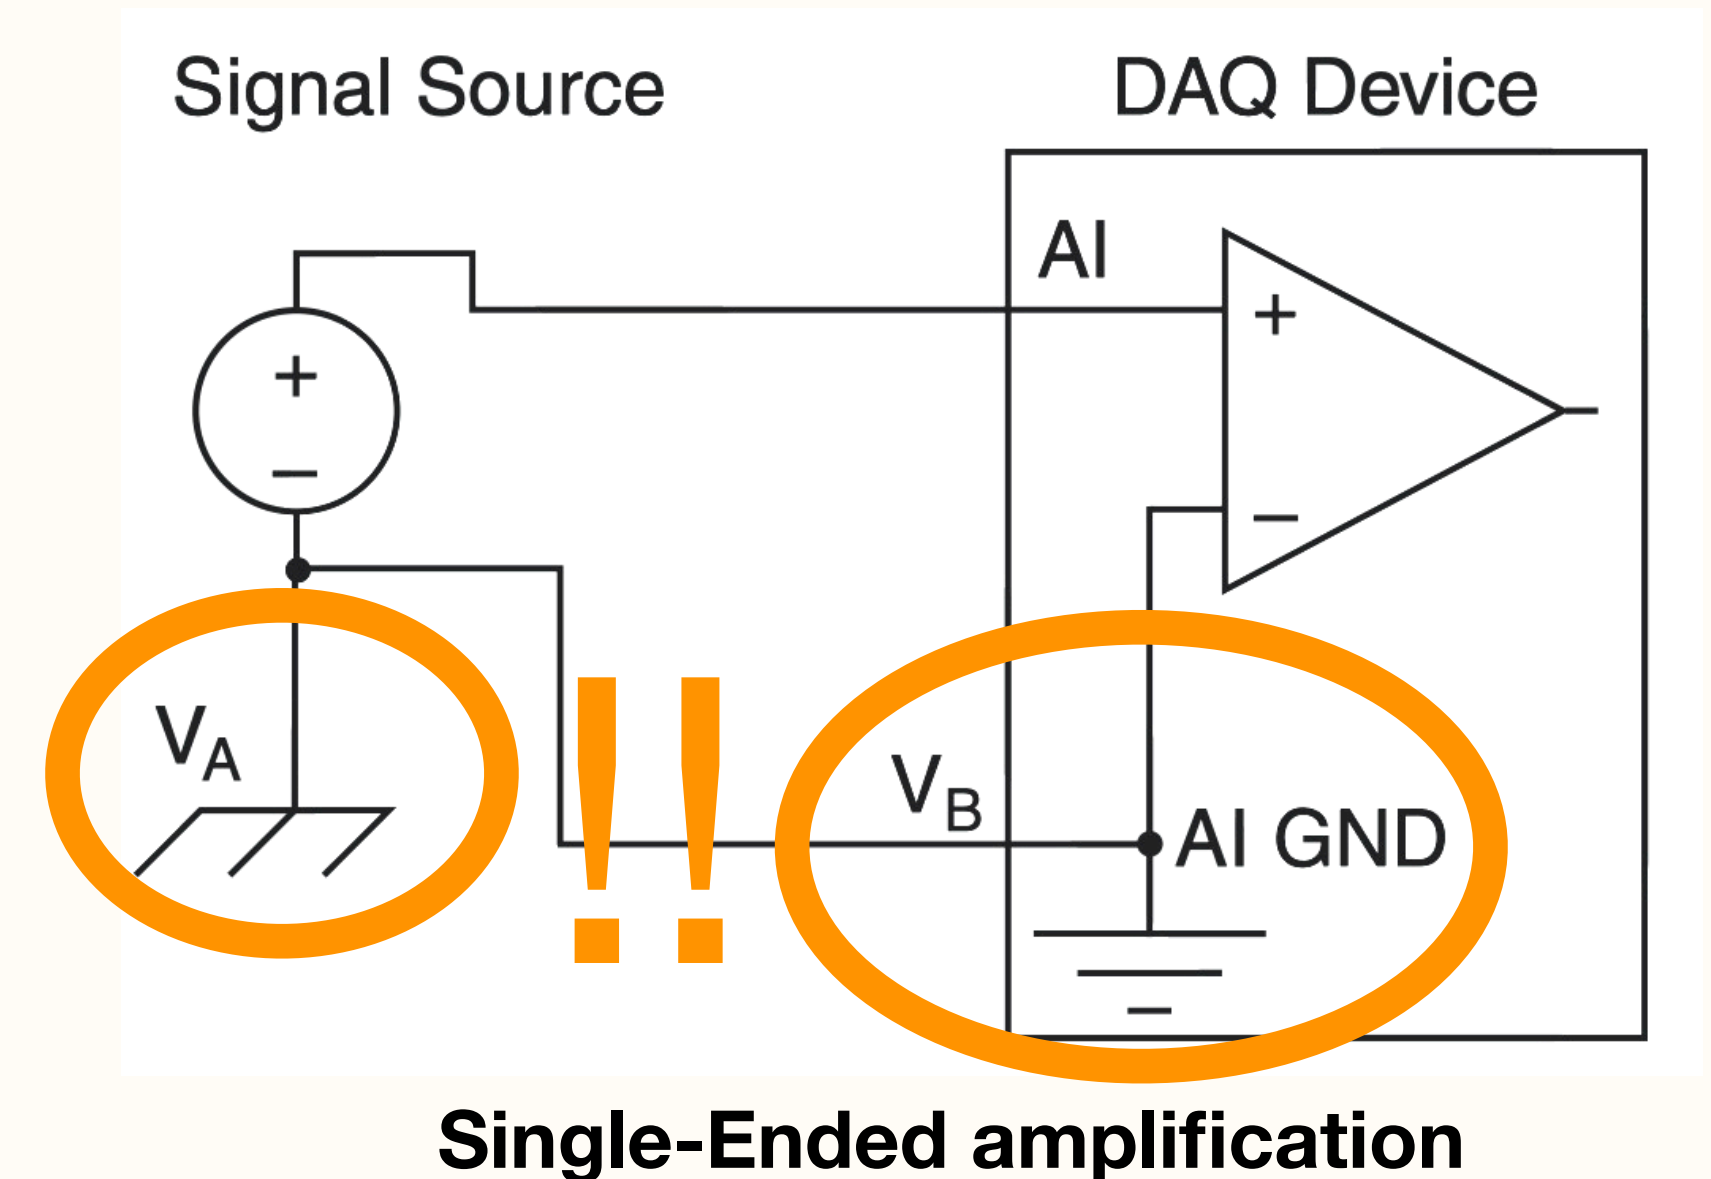 Signal Source
DAQ Device
AI
+
+
−
−
VA
!!
VB
AI GND
Single-Ended amplification